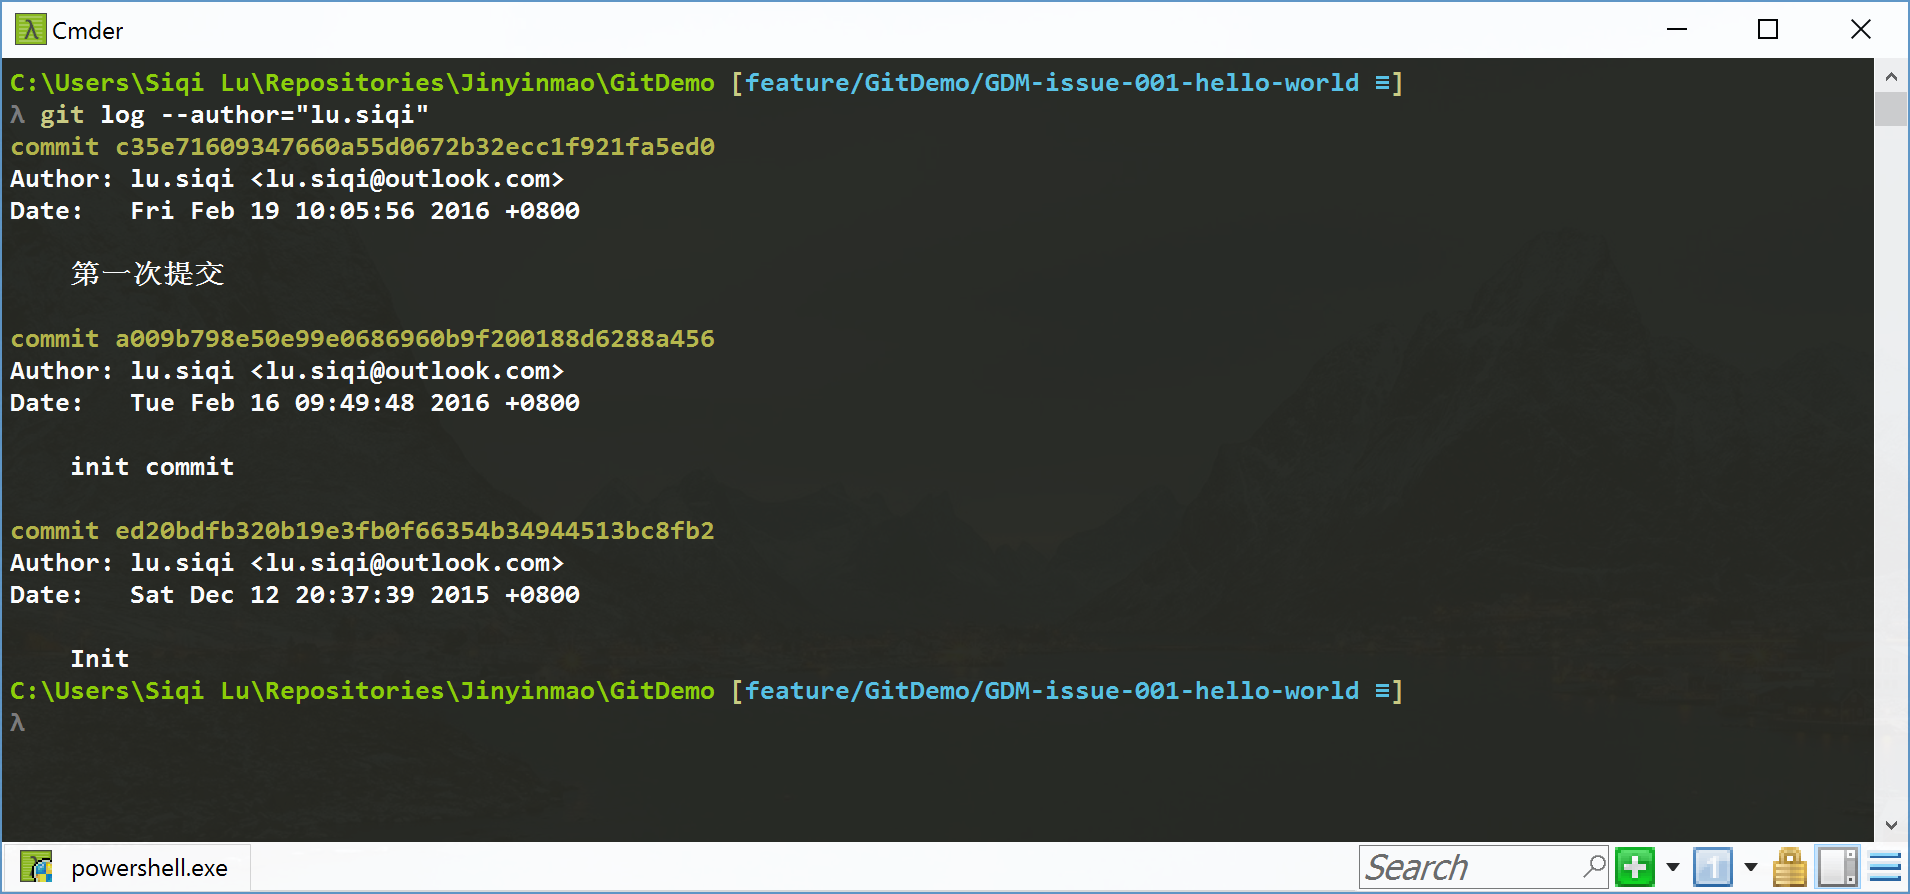 Cmder
C:\Users\Siqi Lu\Repositories\Jinyinmao\GitDemo [feature/GitDemo/GDM-issue-001-hello-world ≡]
λ git log --author="lu.siqi"
commit c35e71609347660a55d0672b32ecc1f921fa5ed0
Author: lu.siqi <lu.siqi@outlook.com>
Date:   Fri Feb 19 10:05:56 2016 +0800
第一次提交
commit a009b798e50e99e0686960b9f200188d6288a456
Author: lu.siqi <lu.siqi@outlook.com>
Date:   Tue Feb 16 09:49:48 2016 +0800
init commit
commit ed20bdfb320b19e3fb0f66354b34944513bc8fb2
Author: lu.siqi <lu.siqi@outlook.com>
Date:   Sat Dec 12 20:37:39 2015 +0800
Init
C:\Users\Siqi Lu\Repositories\Jinyinmao\GitDemo [feature/GitDemo/GDM-issue-001-hello-world ≡]
λ
powershell.exe Search 1